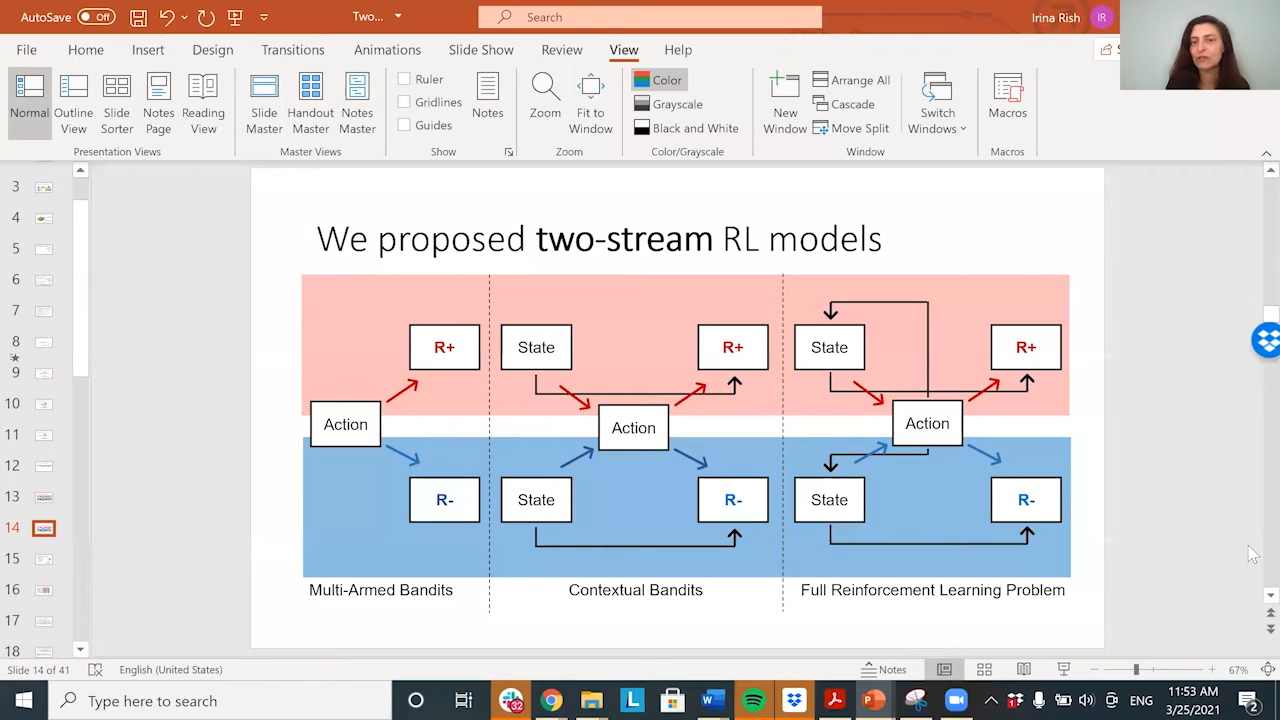 AutoSave Off Two... Search Irina Rish IR
File Home Insert Design Transitions Animations Slide Show Review View Help
Normal Outline View Slide Sorter Notes Page Reading View
Presentation Views
Slide Master Handout Master Notes Master
Master Views
Ruler
Gridlines
Guides
Show
Notes
Zoom Fit to Window
Zoom
Color
Grayscale
Black and White
Color/Grayscale
New Window Arrange All
Cascade
Move Split
Switch Windows
Window
Macros
Macros
3
4
5
6
7
8
9
10
11
12
13
14
15
16
17
18
We proposed two-stream RL models
R+ State R+ State R+
Action Action Action
R- State R- State R-
Multi-Armed Bandits Contextual Bandits Full Reinforcement Learning Problem
Slide 14 of 41 English (United States) Notes 67%
Type here to search 32 L W P ENG 11:53 AM
3/25/2021 2